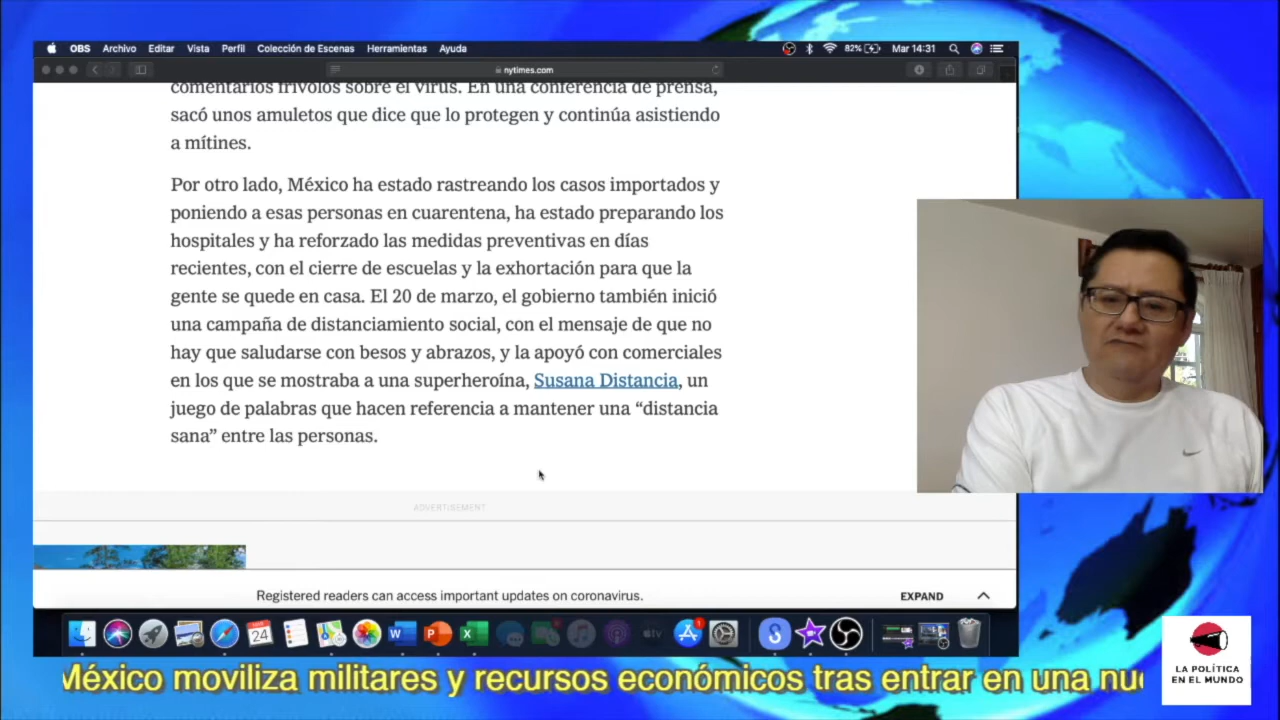 OBS Archivo Editar Vista Perfil Colección de Escenas Herramientas Ayuda 82% Mar 14:31
nytimes.com
comentarios frívolos sobre el virus. En una conferencia de prensa,
sacó unos amuletos que dice que lo protegen y continúa asistiendo
a mítines.
Por otro lado, México ha estado rastreando los casos importados y
poniendo a esas personas en cuarentena, ha estado preparando los
hospitales y ha reforzado las medidas preventivas en días
recientes, con el cierre de escuelas y la exhortación para que la
gente se quede en casa. El 20 de marzo, el gobierno también inició
una campaña de distanciamiento social, con el mensaje de que no
hay que saludarse con besos y abrazos, y la apoyó con comerciales
en los que se mostraba a una superheroína, Susana Distancia, un
juego de palabras que hacen referencia a mantener una “distancia
sana” entre las personas.
ADVERTISEMENT
Registered readers can access important updates on coronavirus. EXPAND
24
tv
México moviliza militares y recursos económicos tras entrar en una nu
LA POLÍTICA
EN EL MUNDO